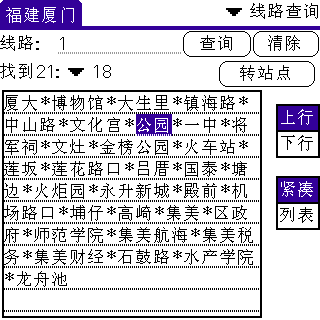 福建厦门 线路查询
线路: 1 查询 清除
找到21: 18 转站点
厦大*博物馆*大生里*镇海路*
中山路*文化宫*公园*一中*将
军祠*文灶*金榜公园*火车站*
莲坂*莲花路口*吕厝*国泰*塘
边*火炬园*永升新城*殿前*机
场路口*埔仔*高崎*集美*区政
府*师范学院*集美航海*集美税
务*集美财经*石鼓路*水产学院
*龙舟池
上行
下行
紧凑
列表